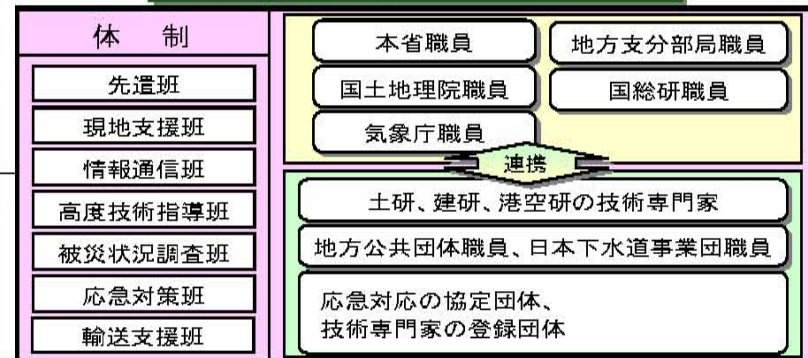 体 制
先遣班
現地支援班
情報通信班
高度技術指導班
被災状況調査班
応急対策班
輸送支援班
本省職員
地方支分部局職員
国土地理院職員
国総研職員
気象庁職員
連携
土研、建研、港空研の技術専門家
地方公共団体職員、日本下水道事業団職員
応急対応の協定団体、
技術専門家の登録団体